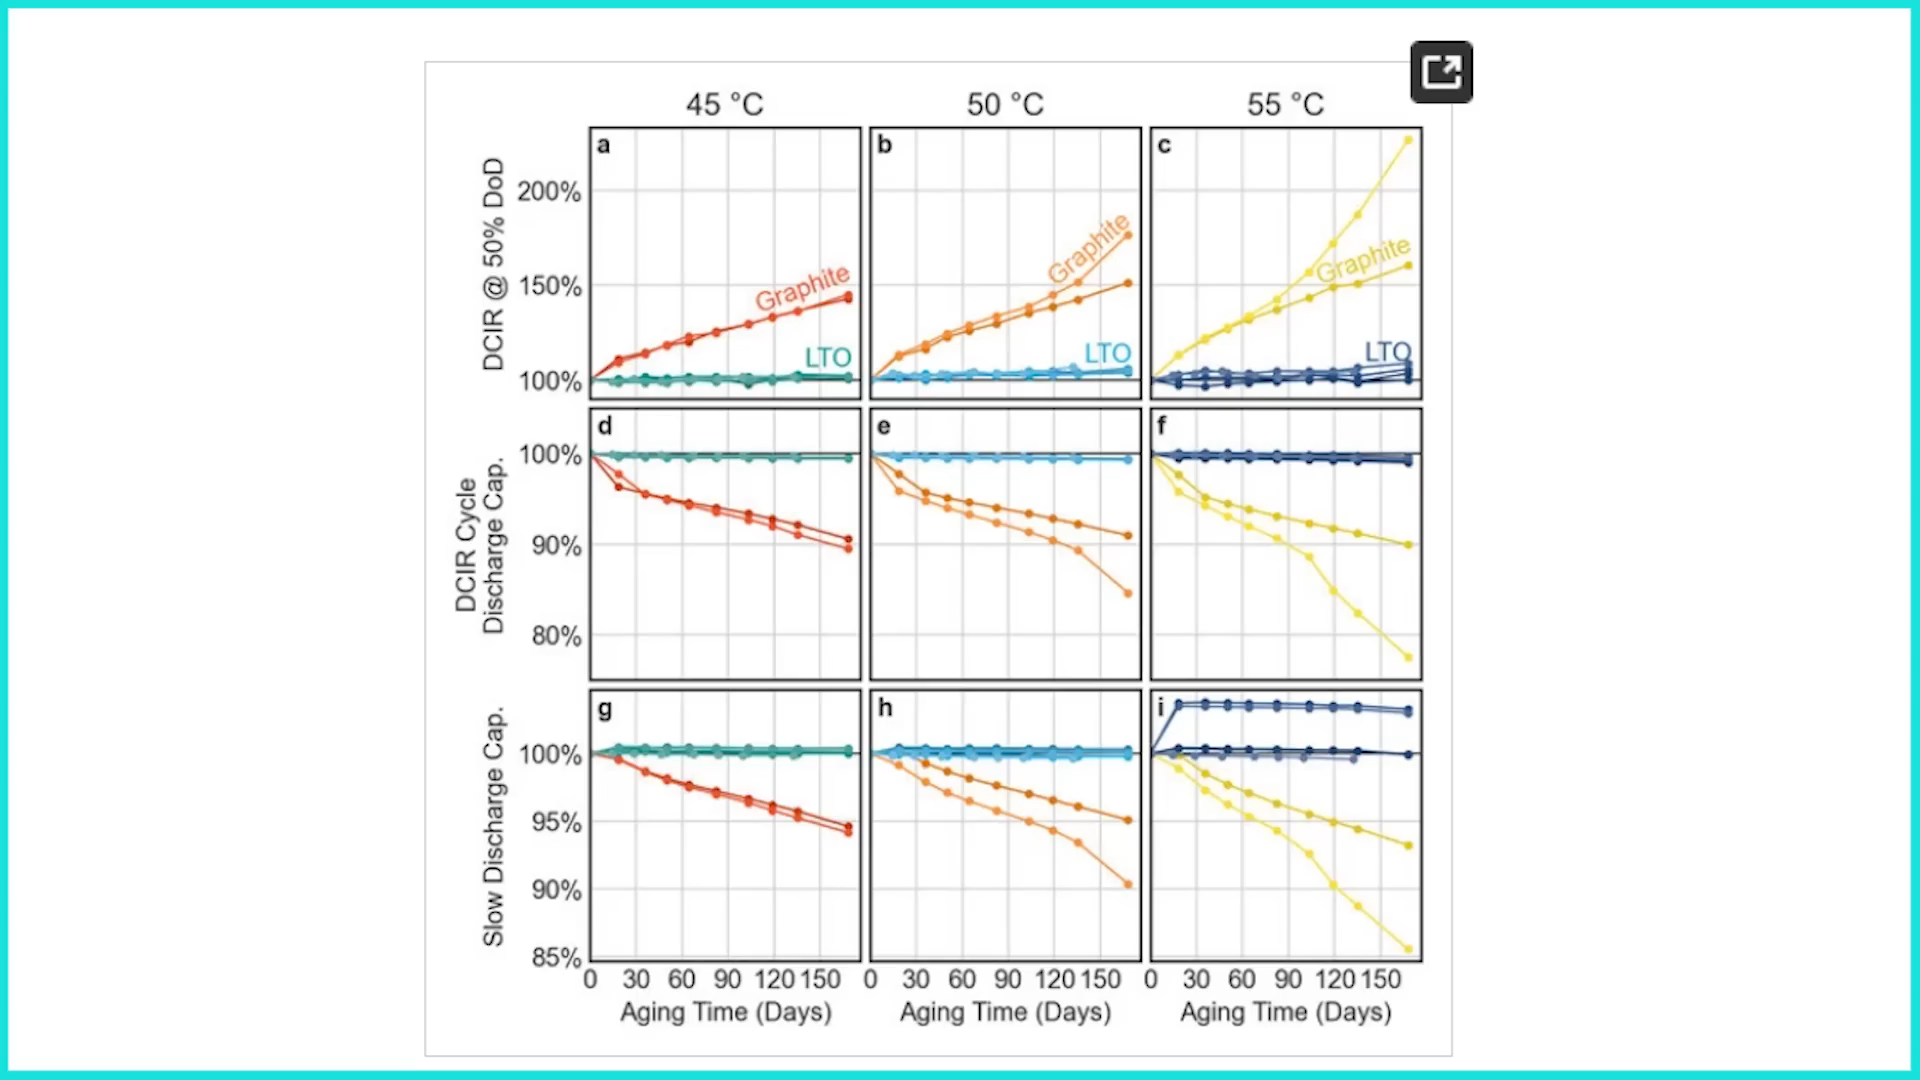 45 °C 50 °C 55 °C
a b c
DCIR @ 50% DoD
200%
150%
100%
Graphite
LTO
Graphite
LTO
Graphite
LTO
d e f
DCIR Cycle
Discharge Cap.
100%
90%
80%
g h i
Slow Discharge Cap.
100%
95%
90%
85%
0 30 60 90 120 150 0 30 60 90 120 150 0 30 60 90 120 150
Aging Time (Days) Aging Time (Days) Aging Time (Days)